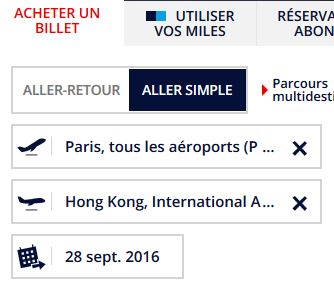 ACHETER UN
BILLET
UTILISER
VOS MILES
RÉSERVA
ABON
ALLER-RETOUR
ALLER SIMPLE
Parcours
multidesti
Paris, tous les aéroports (P ...
Hong Kong, International A...
28 sept. 2016